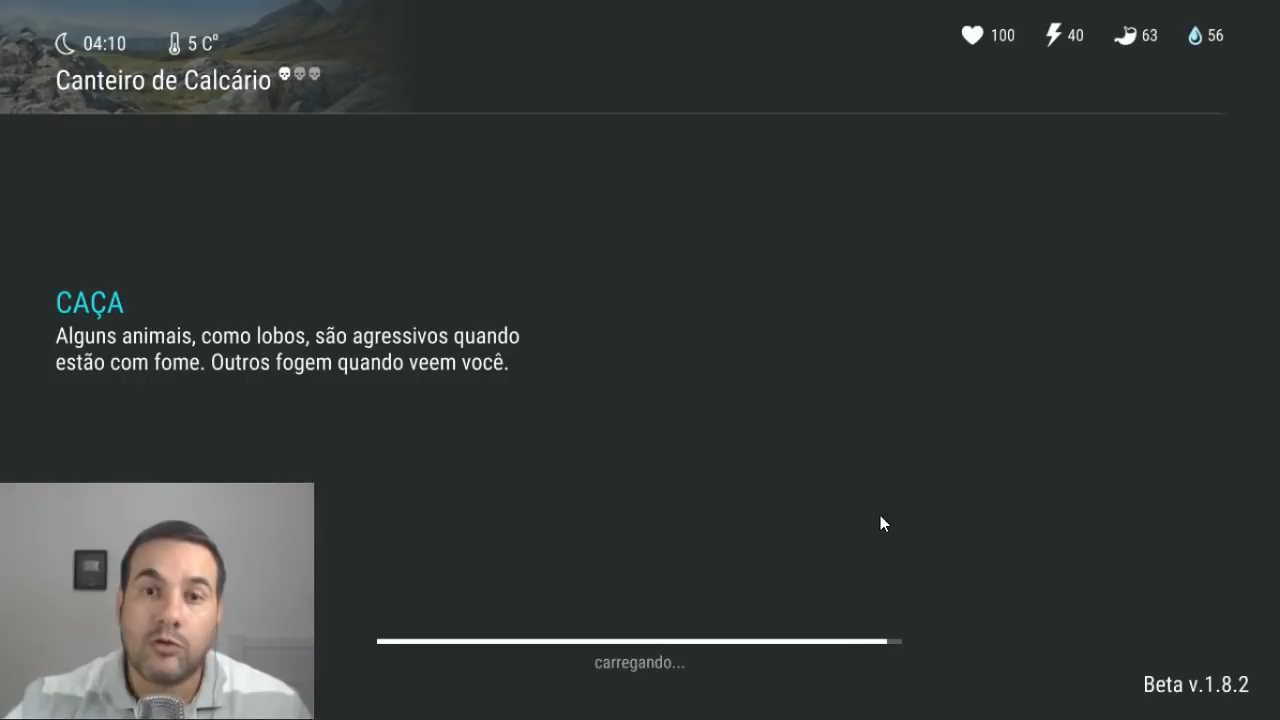 04:10 5 Cº
Canteiro de Calcário
100 40 63 56
CAÇA
Alguns animais, como lobos, são agressivos quando
estão com fome. Outros fogem quando veem você.
carregando...
Beta v.1.8.2